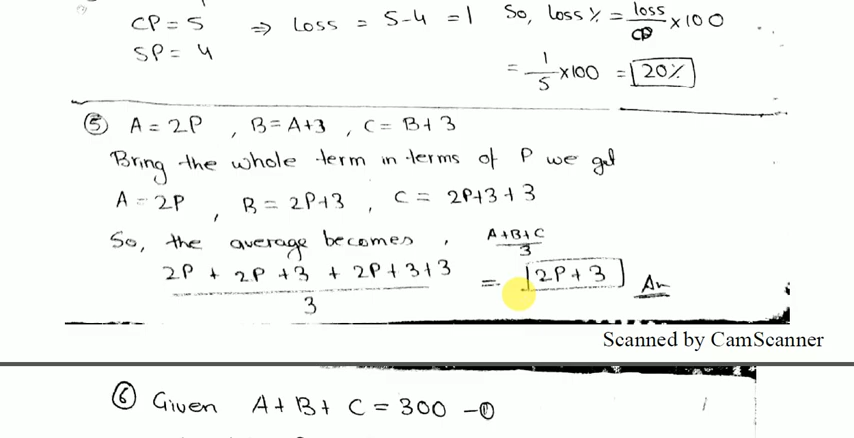 CP = 5 ⇒ Loss = 5-4 = 1 So, loss % = loss/CP × 100
SP = 4
= 1/5 × 100 = 20%
⑤ A = 2P , B = A+3 , C = B+3
Bring the whole term in terms of P we get
A = 2P , B = 2P+3 , C = 2P+3+3
So, the average becomes , A+B+C/3
2P + 2P +3 + 2P+3+3 / 3 = 2P+3 An
Scanned by CamScanner
⑥ Given A+B+C = 300 -①